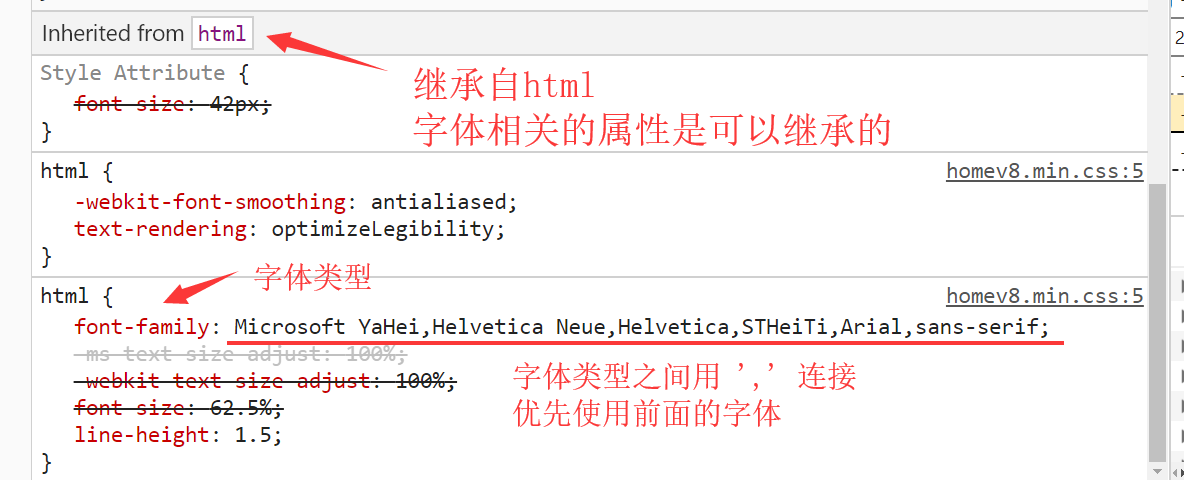 Inherited from html
继承自html
字体相关的属性是可以继承的
Style Attribute {
font-size: 42px;
}
html {
homev8.min.css:5
-webkit-font-smoothing: antialiased;
text-rendering: optimizeLegibility;
}
字体类型
html {
homev8.min.css:5
font-family: Microsoft YaHei,Helvetica Neue,Helvetica,STHeiTi,Arial,sans-serif;
-ms-text-size-adjust: 100%;
-webkit-text-size-adjust: 100%;
font-size: 62.5%;
line-height: 1.5;
}
字体类型之间用 ',' 连接
优先使用前面的字体
2